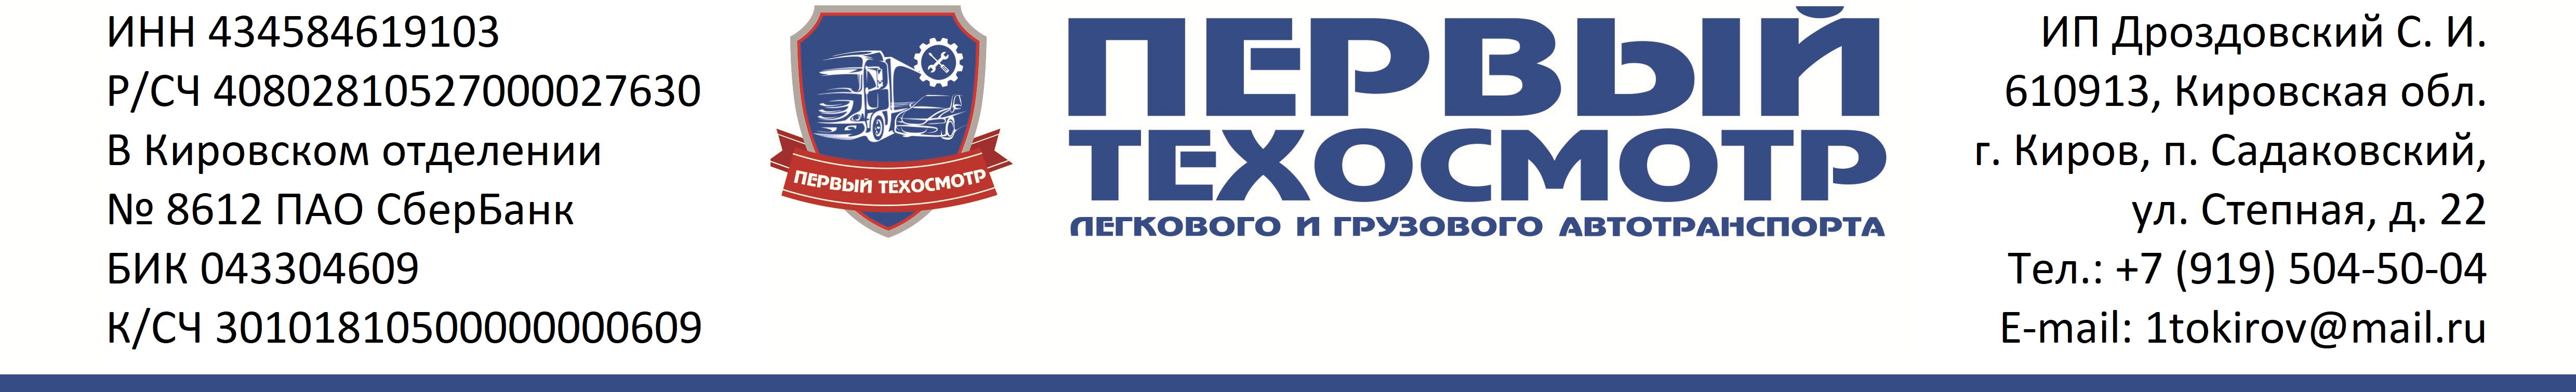 ИНН 434584619103
Р/СЧ 40802810527000027630
В Кировском отделении
№ 8612 ПАО СберБанк
БИК 043304609
К/СЧ 30101810500000000609
ПЕРВЫЙ ТЕХОСМОТР
ПЕРВЫЙ
ТЕХОСМОТР
ЛЕГКОВОГО И ГРУЗОВОГО АВТОТРАНСПОРТА
ИП Дроздовский С. И.
610913, Кировская обл.
г. Киров, п. Садаковский,
ул. Степная, д. 22
Тел.: +7 (919) 504-50-04
E-mail: 1tokirov@mail.ru